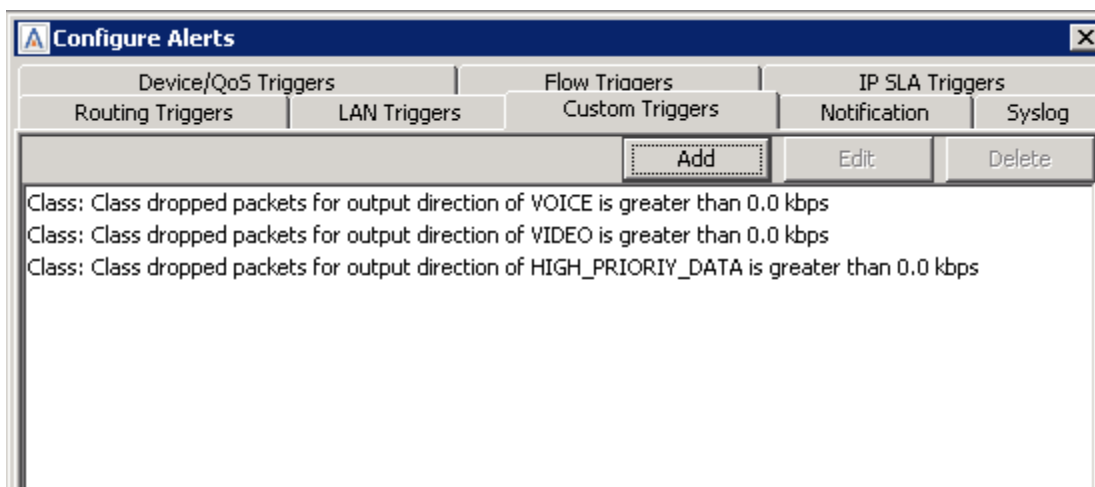 Configure Alerts
Device/QoS Triggers Flow Triggers IP SLA Triggers
Routing Triggers LAN Triggers Custom Triggers Notification Syslog
Add Edit Delete
Class: Class dropped packets for output direction of VOICE is greater than 0.0 kbps
Class: Class dropped packets for output direction of VIDEO is greater than 0.0 kbps
Class: Class dropped packets for output direction of HIGH_PRIORIY_DATA is greater than 0.0 kbps